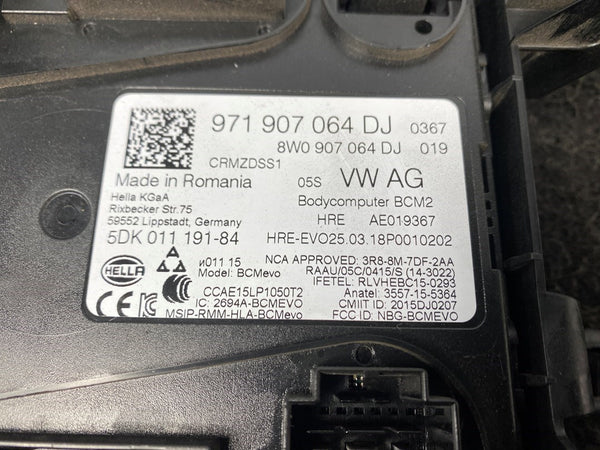 971 907 064 DJ 0367
8W0 907 064 DJ 019
CRMZDSS1
Made in Romania 05S VW AG
Hella KGaA
Rixbecker Str.75
59552 Lippstadt, Germany
Bodycomputer BCM2
HRE AE019367
5DK 011 191-84 HRE-EVO25.03.18P0010202
HELLA
И011 15
Model: BCMevo
NCA APPROVED: 3R8-8M-7DF-2AA
RAAU/05C/0415/S (14-3022)
IFETEL: RLVHEBC15-0293
CCAE15LP1050T2
Anatel: 3557-15-5364
IC: 2694A-BCMEVO
CMIIT ID: 2015DJ0207
MSIP-RMM-HLA-BCMevo
FCC ID: NBG-BCMEVO